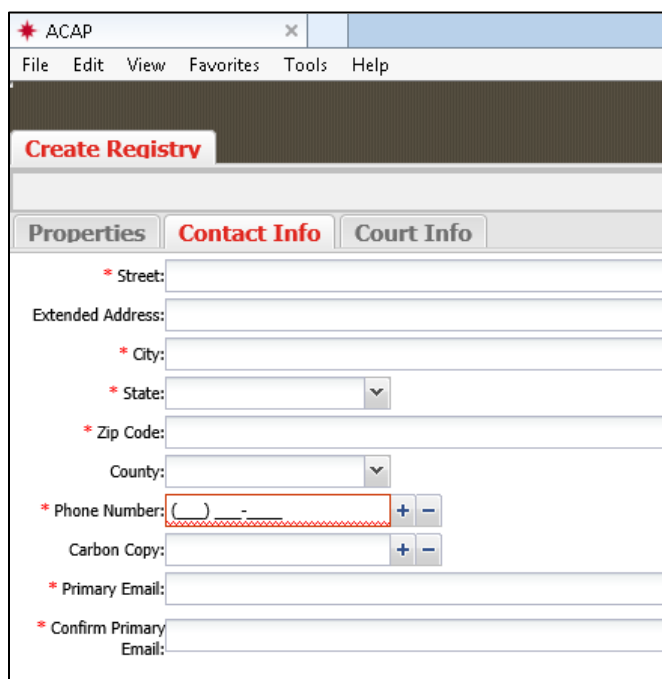 ACAP
File Edit View Favorites Tools Help
Create Registry
Properties Contact Info Court Info
* Street:
Extended Address:
* City:
* State:
* Zip Code:
County:
* Phone Number: (___) ___-____ + −
Carbon Copy: + −
* Primary Email:
* Confirm Primary
Email: